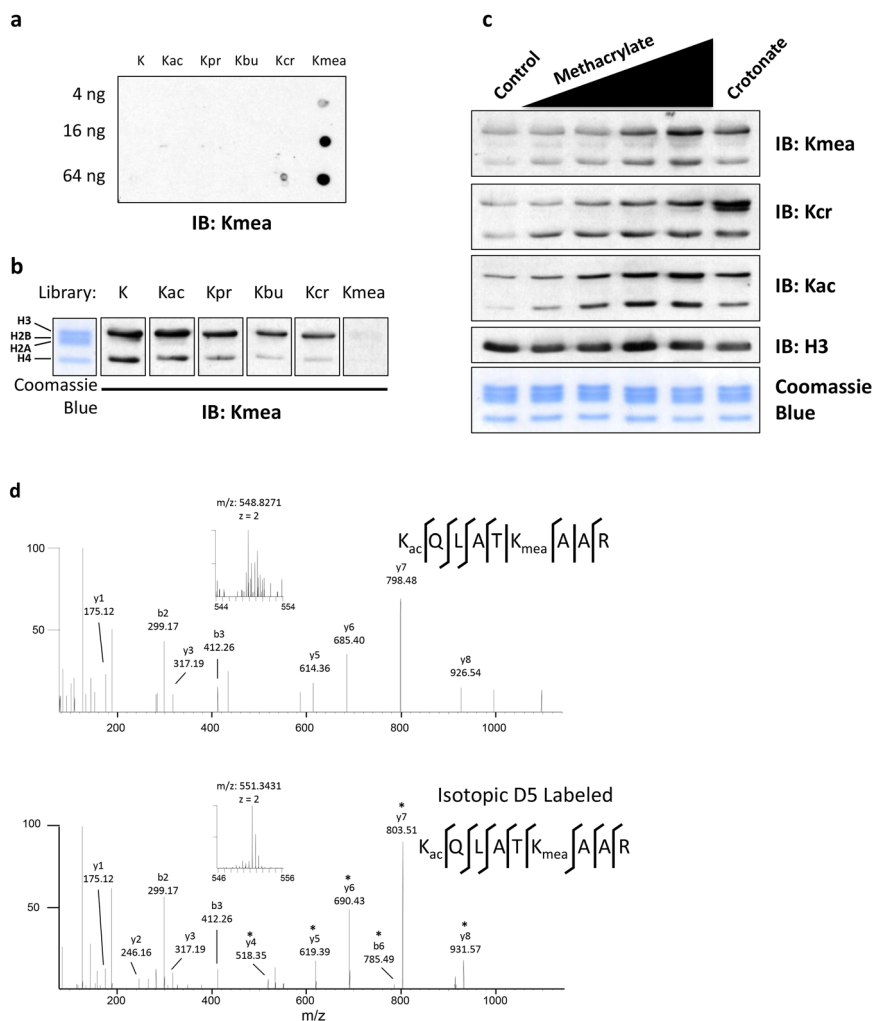 a
K Kac Kpr Kbu Kcr Kmea
4 ng
16 ng
64 ng
IB: Kmea
b
Library: K Kac Kpr Kbu Kcr Kmea
H3
H2B
H2A
H4
Coomassie
Blue
IB: Kmea
c
Control Methacrylate Crotonate
IB: Kmea
IB: Kcr
IB: Kac
IB: H3
Coomassie
Blue
d
m/z: 548.8271
z = 2
544 554
KacQLATKmeaAAR
100
50
y1
175.12
b2
299.17
y3
317.19
b3
412.26
y5
614.36
y6
685.40
y7
798.48
y8
926.54
200 400 600 800 1000
m/z: 551.3431
z = 2
546 556
Isotopic D5 Labeled
KacQLATKmeaAAR
100
50
y1
175.12
y2
246.16
b2
299.17
y3
317.19
b3
412.26
*
y4
518.35
*
y5
619.39
*
y6
690.43
*
b6
785.49
*
y7
803.51
*
y8
931.57
200 400 600 800 1000
m/z